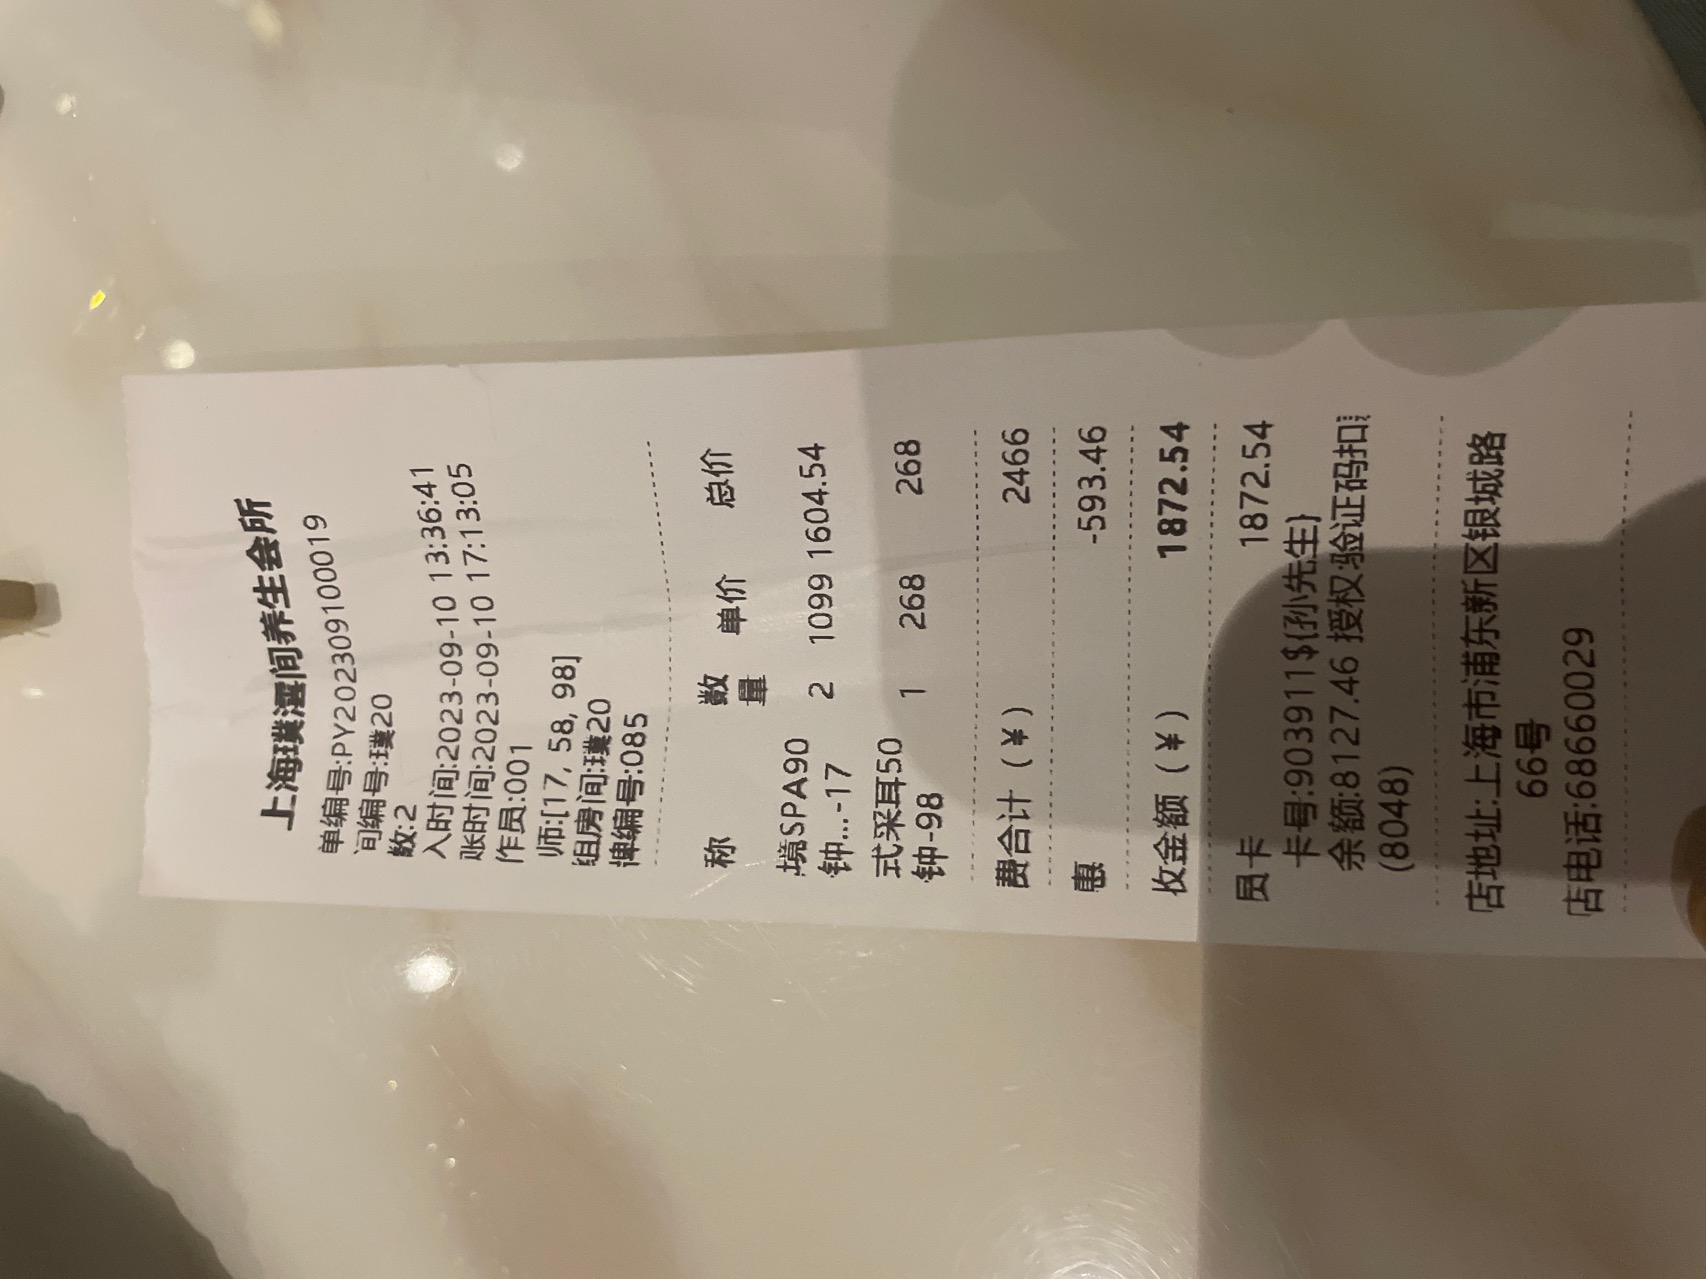 上海璞澐间养生会所
单编号:PY2023091000019
间编号:璞20
数:2
入时间:2023-09-10 13:36:41
账时间:2023-09-10 17:13:05
作员:001
师:[17, 58, 98]
组房间:璞20
牌编号:085
称 数量 单价 总价
境SPA90 2 1099 1604.54
钟...-17
式采耳50 1 268 268
钟-98
费合计（¥） 2466
惠 -593.46
收金额（¥） 1872.54
员卡 1872.54
卡号:903911$(孙先生)
余额:8127.46 授权:验证码扣
(8048)
店地址:上海市浦东新区银城路
66号
店电话:68660029